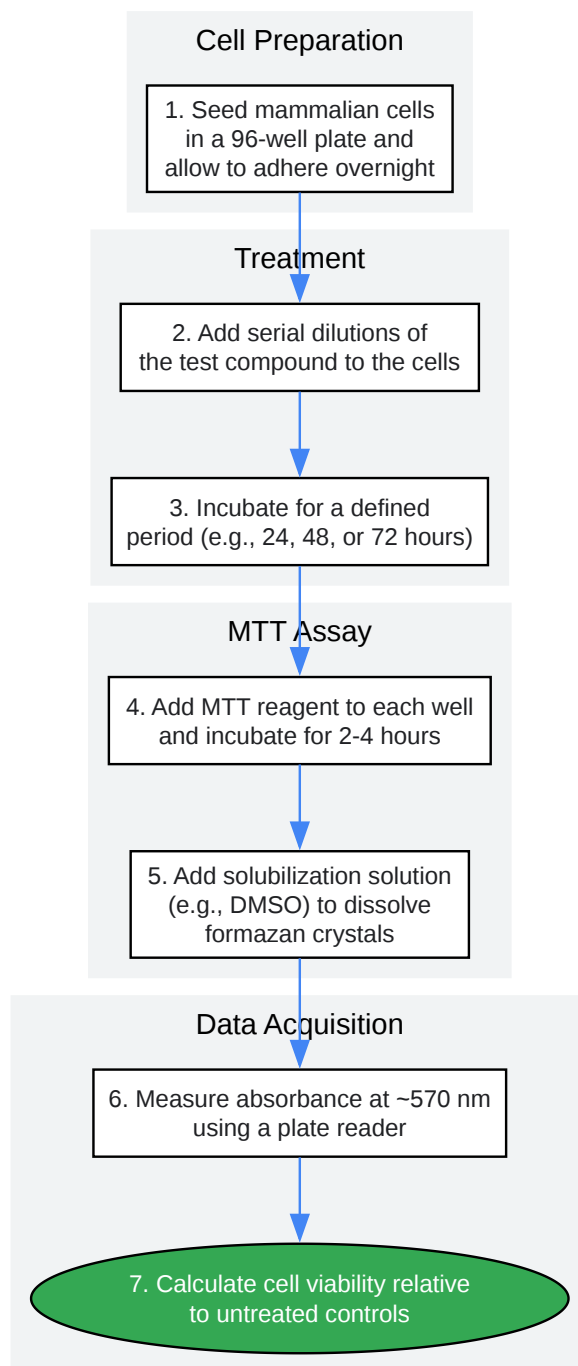 Cell Preparation
1. Seed mammalian cells
in a 96-well plate and
allow to adhere overnight
Treatment
2. Add serial dilutions of
the test compound to the cells
3. Incubate for a defined
period (e.g., 24, 48, or 72 hours)
MTT Assay
4. Add MTT reagent to each well
and incubate for 2-4 hours
5. Add solubilization solution
(e.g., DMSO) to dissolve
formazan crystals
Data Acquisition
6. Measure absorbance at ~570 nm
using a plate reader
7. Calculate cell viability relative
to untreated controls